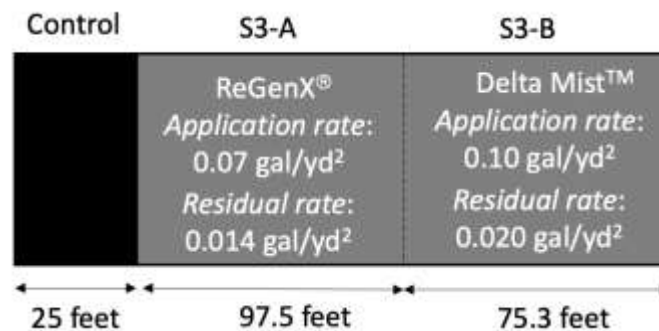 Control S3-A S3-B
ReGenX® Delta Mist™
Application rate: Application rate:
0.07 gal/yd² 0.10 gal/yd²
Residual rate: Residual rate:
0.014 gal/yd² 0.020 gal/yd²
25 feet 97.5 feet 75.3 feet